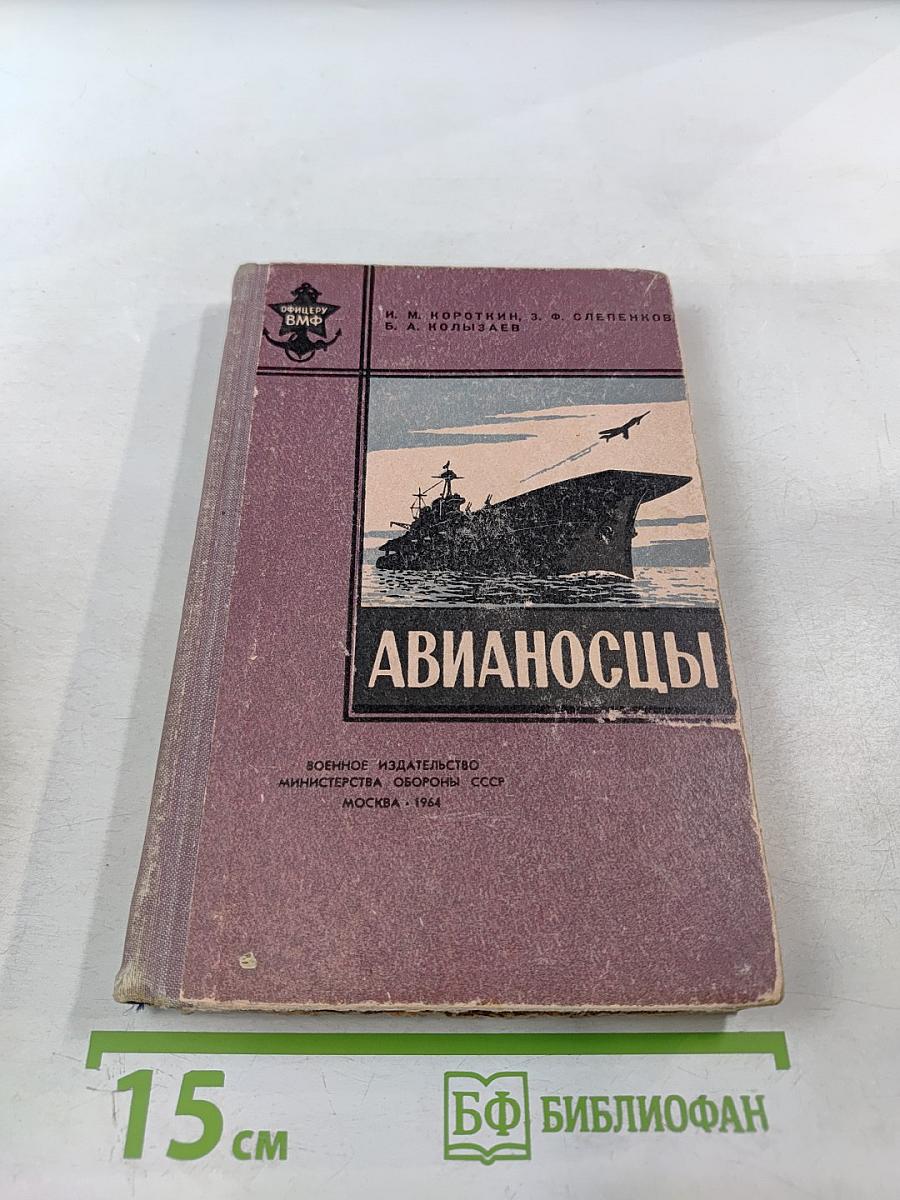 ОФИЦЕРУ
ВМФ
И. М. КОРОТКИН, З. Ф. СЛЕПЕНКОВ
Б. А. КОЛЫЗАЕВ
АВИАНОСЦЫ
ВОЕННОЕ ИЗДАТЕЛЬСТВО
МИНИСТЕРСТВА ОБОРОНЫ СССР
МОСКВА • 1964
15 СМ
БФ БИБЛИОФАН